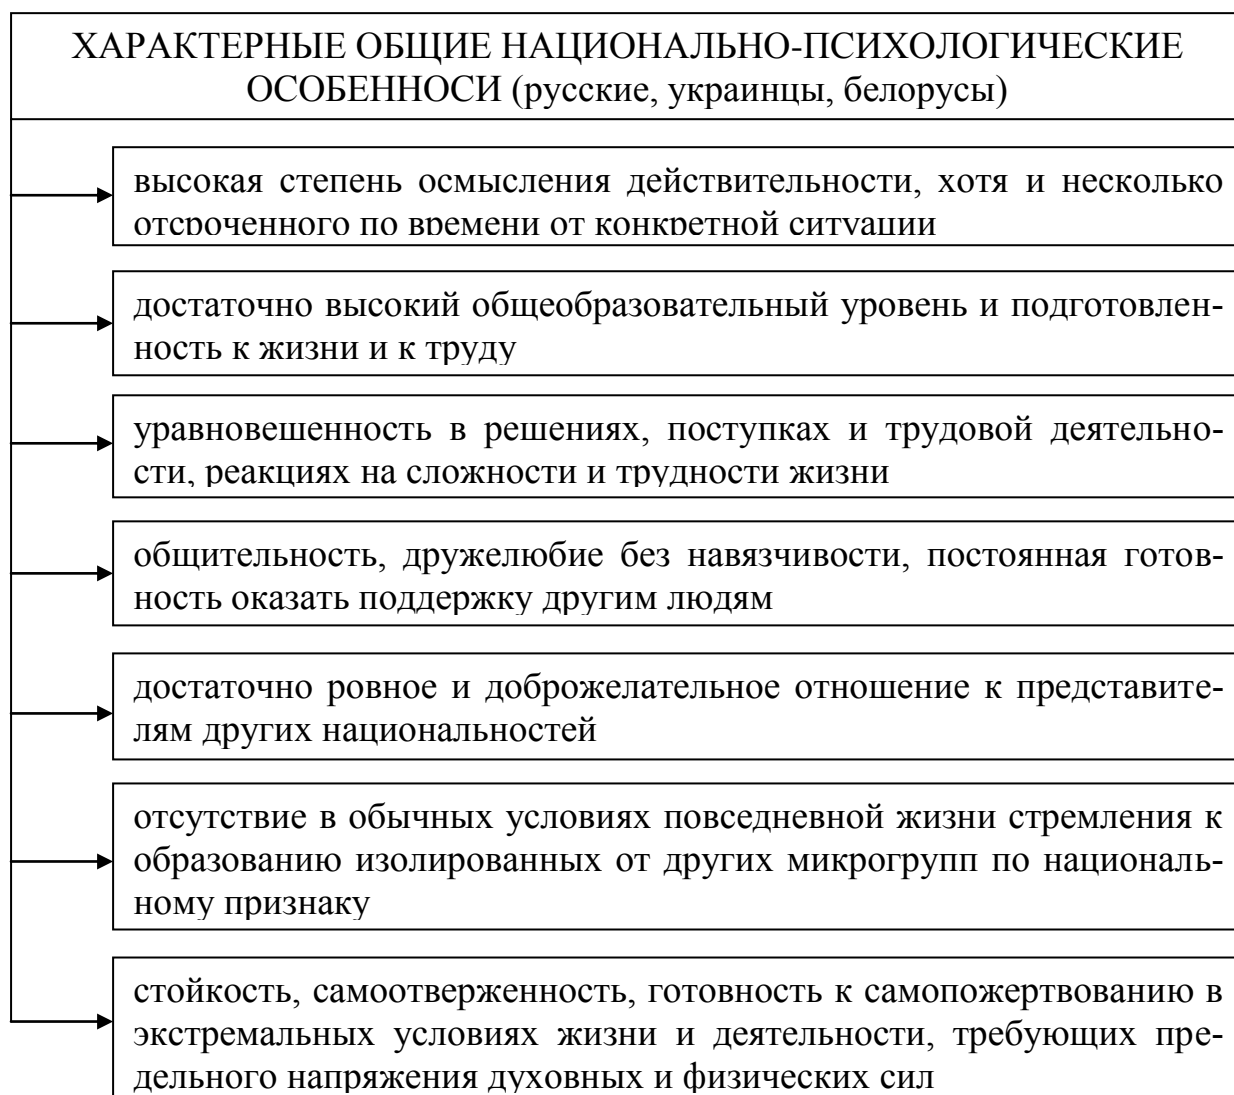 ХАРАКТЕРНЫЕ ОБЩИЕ НАЦИОНАЛЬНО-ПСИХОЛОГИЧЕСКИЕ
ОСОБЕННОСИ (русские, украинцы, белорусы)
высокая степень осмысления действительности, хотя и несколько
отсроченного по времени от конкретной ситуации
достаточно высокий общеобразовательный уровень и подготовлен-
ность к жизни и к труду
уравновешенность в решениях, поступках и трудовой деятельно-
сти, реакциях на сложности и трудности жизни
общительность, дружелюбие без навязчивости, постоянная готов-
ность оказать поддержку другим людям
достаточно ровное и доброжелательное отношение к представите-
лям других национальностей
отсутствие в обычных условиях повседневной жизни стремления к
образованию изолированных от других микрогрупп по националь-
ному признаку
стойкость, самоотверженность, готовность к самопожертвованию в
экстремальных условиях жизни и деятельности, требующих пре-
дельного напряжения духовных и физических сил